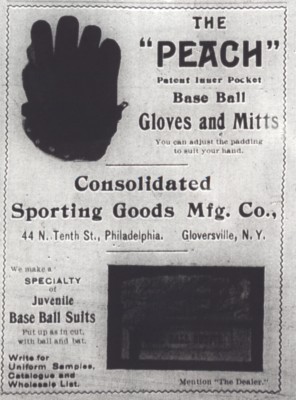 THE
"PEACH"
Patent Inner Pocket
Base Ball
Gloves and Mitts
You can adjust the padding
to suit your hand.
Consolidated
Sporting Goods Mfg. Co.,
44 N. Tenth St., Philadelphia. Gloversville, N. Y.
We make a
SPECIALTY
of
Juvenile
Base Ball Suits
Put up as in cut,
with ball and bat.
Write for
Uniform Samples,
Catalogue and
Wholesale List.
Mention "The Dealer."